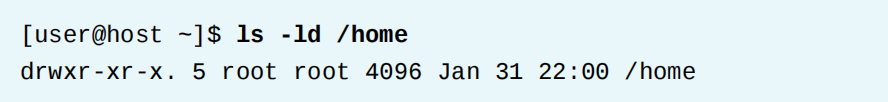 [user@host ~]$ ls -ld /home
drwxr-xr-x. 5 root root 4096 Jan 31 22:00 /home